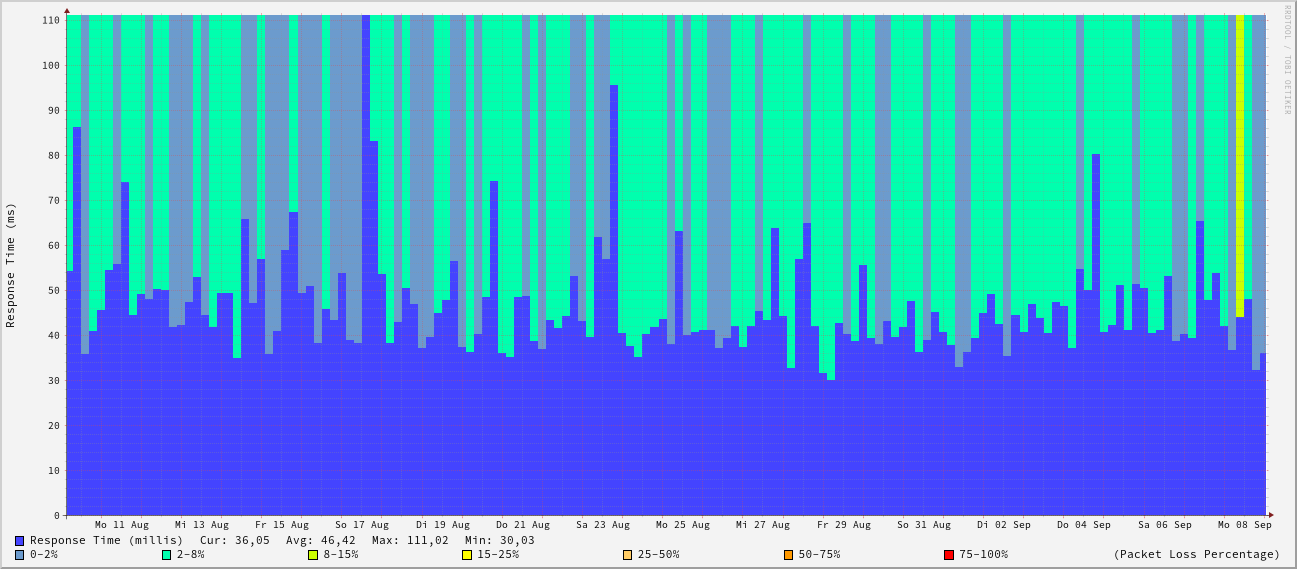 RRDTOOL / TOBI OETIKER
Response Time (ms)
110
100
90
80
70
60
50
40
30
20
10
0
Mo 11 Aug Mi 13 Aug Fr 15 Aug So 17 Aug Di 19 Aug Do 21 Aug Sa 23 Aug Mo 25 Aug Mi 27 Aug Fr 29 Aug So 31 Aug Di 02 Sep Do 04 Sep Sa 06 Sep Mo 08 Sep
Response Time (millis) Cur: 36,05 Avg: 46,42 Max: 111,02 Min: 30,03
0-2% 2-8% 8-15% 15-25% 25-50% 50-75% 75-100% (Packet Loss Percentage)